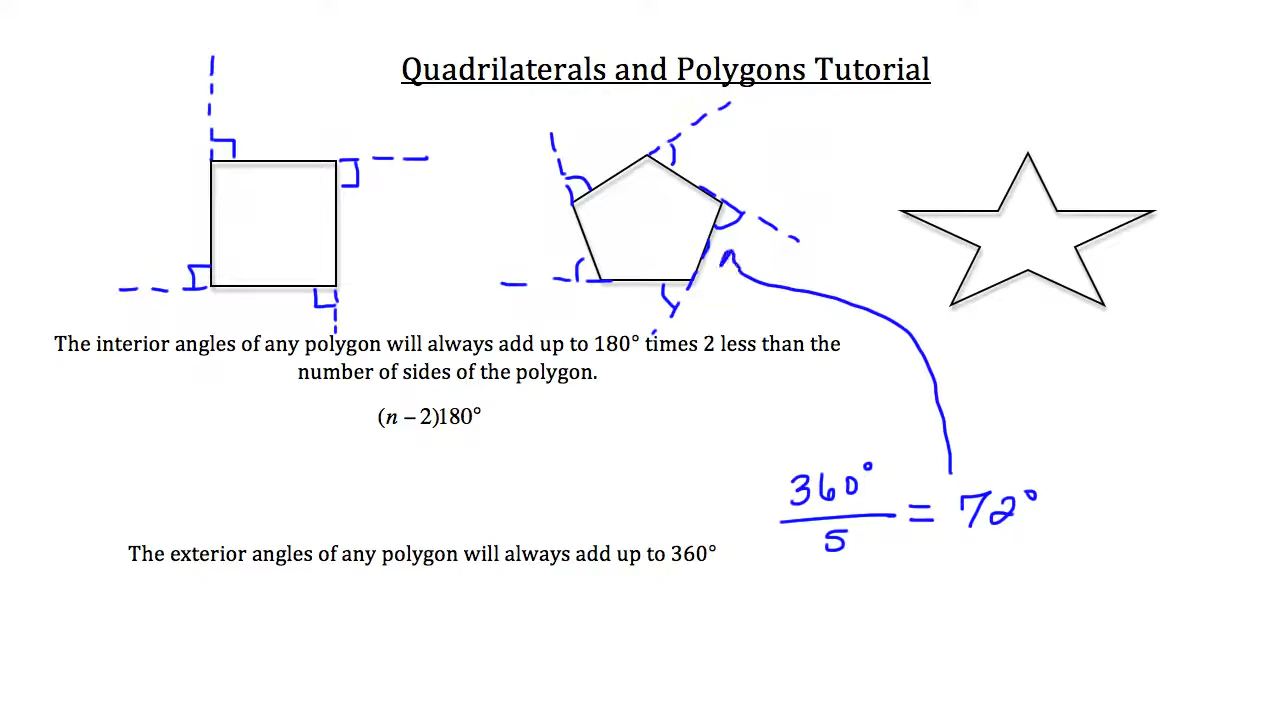 Quadrilaterals and Polygons Tutorial
The interior angles of any polygon will always add up to 180° times 2 less than the
number of sides of the polygon.
(n – 2)180°
360°
= 72°
5
The exterior angles of any polygon will always add up to 360°